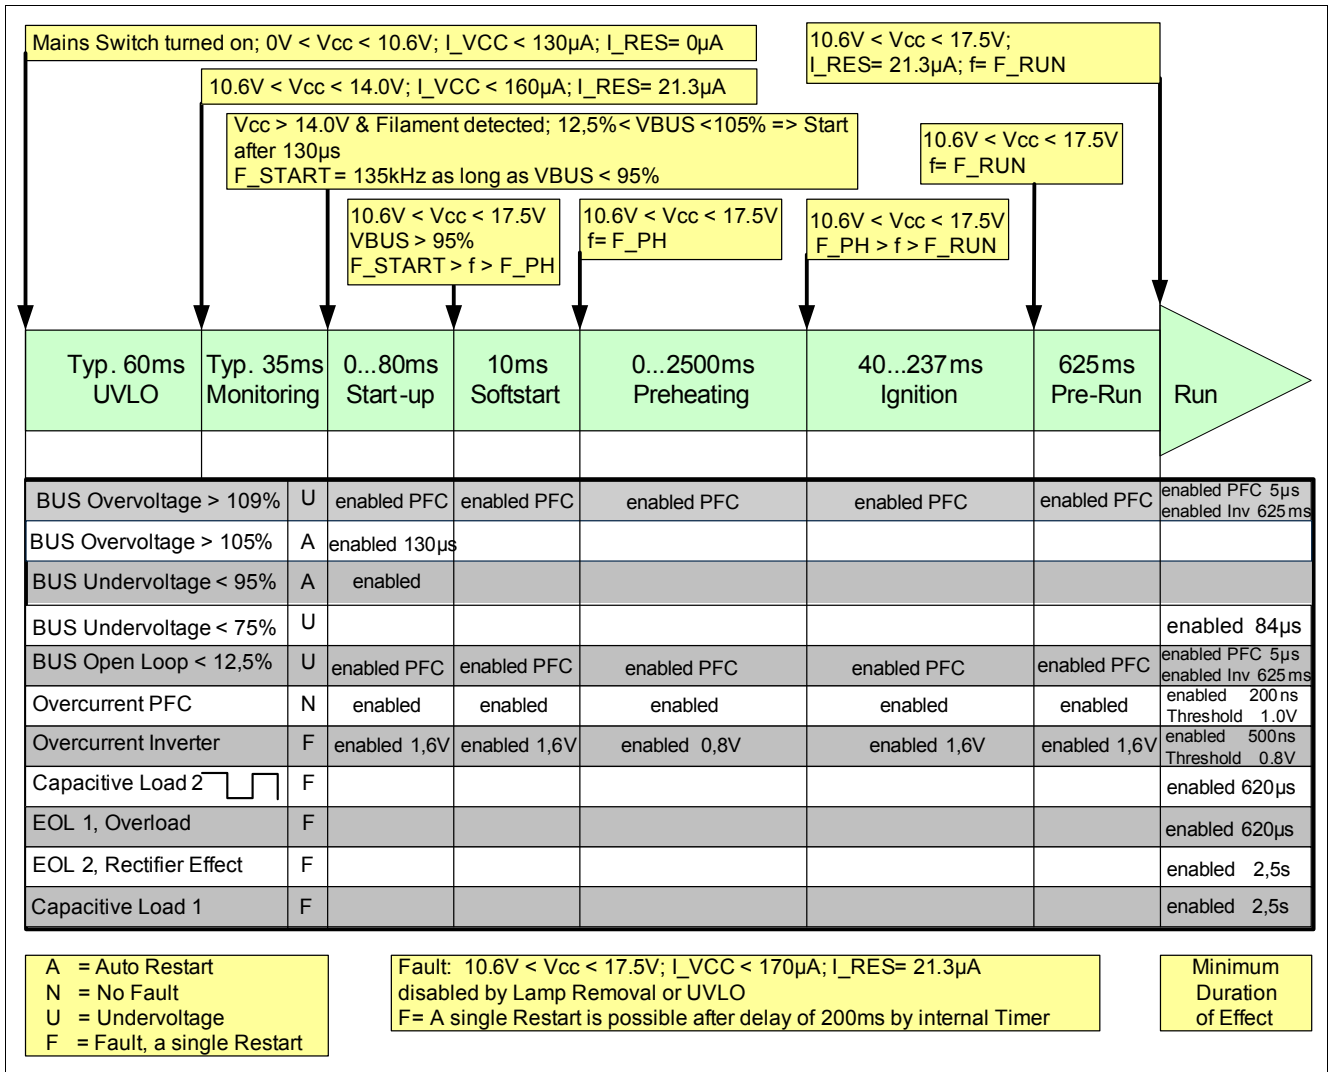 Mains Switch turned on; 0V < Vcc < 10.6V; I_VCC < 130µA; I_RES= 0µA
10.6V < Vcc < 17.5V;
I_RES= 21.3µA; f= F_RUN
10.6V < Vcc < 14.0V; I_VCC < 160µA; I_RES= 21.3µA
Vcc > 14.0V & Filament detected; 12,5%< VBUS <105% => Start
after 130µs
F_START = 135kHz as long as VBUS < 95%
10.6V < Vcc < 17.5V
f= F_RUN
10.6V < Vcc < 17.5V
VBUS > 95%
F_START > f > F_PH
10.6V < Vcc < 17.5V
f= F_PH
10.6V < Vcc < 17.5V
F_PH > f > F_RUN
Typ. 60ms
UVLO
Typ. 35ms
Monitoring
0...80ms
Start-up
10ms
Softstart
0...2500ms
Preheating
40...237ms
Ignition
625ms
Pre-Run
Run
BUS Overvoltage > 109% U enabled PFC enabled PFC enabled PFC enabled PFC enabled PFC enabled PFC 5µs
enabled Inv 625ms
BUS Overvoltage > 105% A enabled 130µs
BUS Undervoltage < 95% A enabled
BUS Undervoltage < 75% U enabled 84µs
BUS Open Loop < 12,5% U enabled PFC enabled PFC enabled PFC enabled PFC enabled PFC enabled PFC 5µs
enabled Inv 625ms
Overcurrent PFC N enabled enabled enabled enabled enabled enabled 200ns
Threshold 1.0V
Overcurrent Inverter F enabled 1,6V enabled 1,6V enabled 0,8V enabled 1,6V enabled 1,6V enabled 500ns
Threshold 0.8V
Capacitive Load 2 F enabled 620µs
EOL 1, Overload F enabled 620µs
EOL 2, Rectifier Effect F enabled 2,5s
Capacitive Load 1 F enabled 2,5s
A = Auto Restart
N = No Fault
U = Undervoltage
F = Fault, a single Restart
Fault: 10.6V < Vcc < 17.5V; I_VCC < 170µA; I_RES= 21.3µA
disabled by Lamp Removal or UVLO
F= A single Restart is possible after delay of 200ms by internal Timer
Minimum
Duration
of Effect